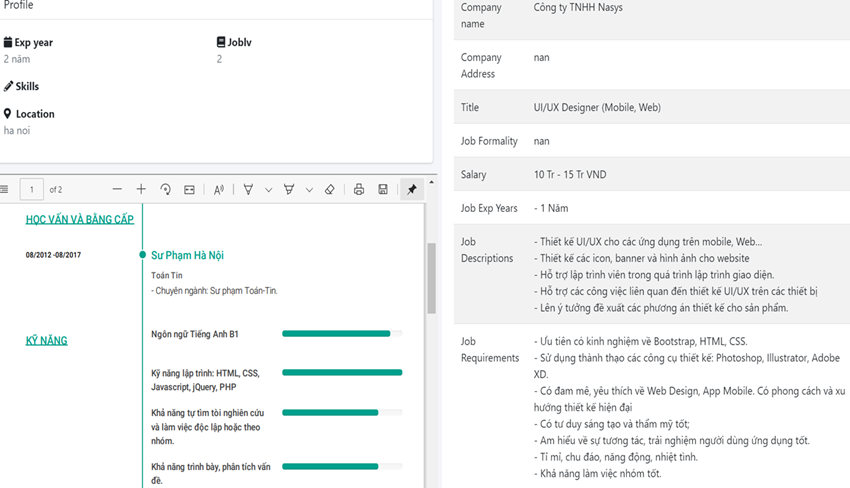 Profile
Exp year
2 năm
Joblv
2
Skills
Location
ha noi
1 of 2
HỌC VẤN VÀ BẰNG CẤP
08/2012 -08/2017
Sư Phạm Hà Nội
Toán Tin
- Chuyên ngành: Sư phạm Toán-Tin.
KỸ NĂNG
Ngôn ngữ Tiếng Anh B1
Kỹ năng lập trình: HTML, CSS,
Javascript, jQuery, PHP
Khả năng tự tìm tòi nghiên cứu
và làm việc độc lập hoặc theo
nhóm.
Khả năng trình bày, phân tích vấn
đề.
Company
name
Công ty TNHH Nasys
Company
Address
nan
Title
UI/UX Designer (Mobile, Web)
Job Formality
nan
Salary
10 Tr - 15 Tr VND
Job Exp Years
- 1 Năm
Job
Descriptions
- Thiết kế UI/UX cho các ứng dụng trên mobile, Web...
- Thiết kế các icon, banner và hình ảnh cho website
- Hỗ trợ lập trình viên trong quá trình lập trình giao diện.
- Hỗ trợ các công việc liên quan đến thiết kế UI/UX trên các thiết bị
- Lên ý tưởng đề xuất các phương án thiết kế cho sản phẩm.
Job
Requirements
- Ưu tiên có kinh nghiệm về Bootstrap, HTML, CSS.
- Sử dụng thành thạo các công cụ thiết kế: Photoshop, Illustrator, Adobe
XD.
- Có đam mê, yêu thích về Web Design, App Mobile. Có phong cách và xu
hướng thiết kế hiện đại
- Có tư duy sáng tạo và thẩm mỹ tốt;
- Am hiểu về sự tương tác, trải nghiệm người dùng ứng dụng tốt.
- Tỉ mỉ, chu đáo, năng động, nhiệt tình.
- Khả năng làm việc nhóm tốt.